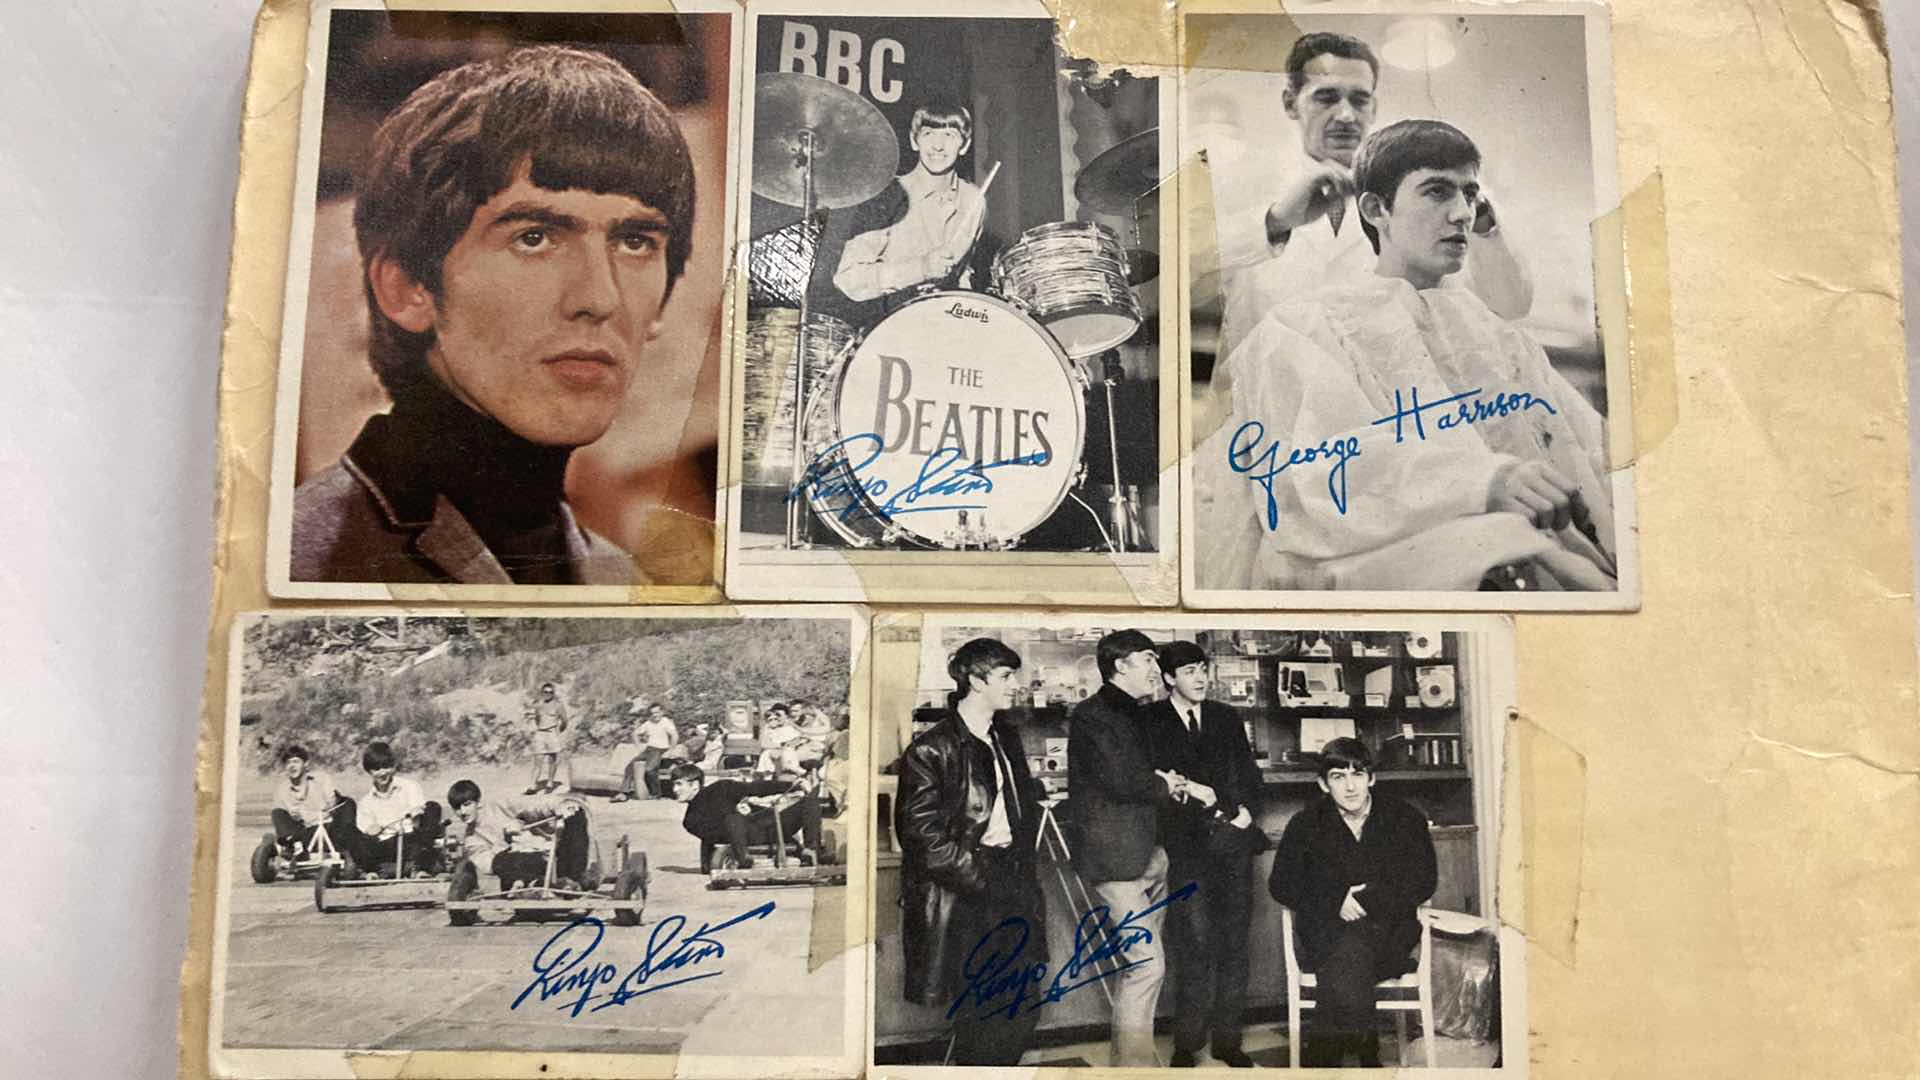 BBC
Ludwig
THE
BEATLES
Ringo Starr
George Harrison
Ringo Starr
Ringo Starr